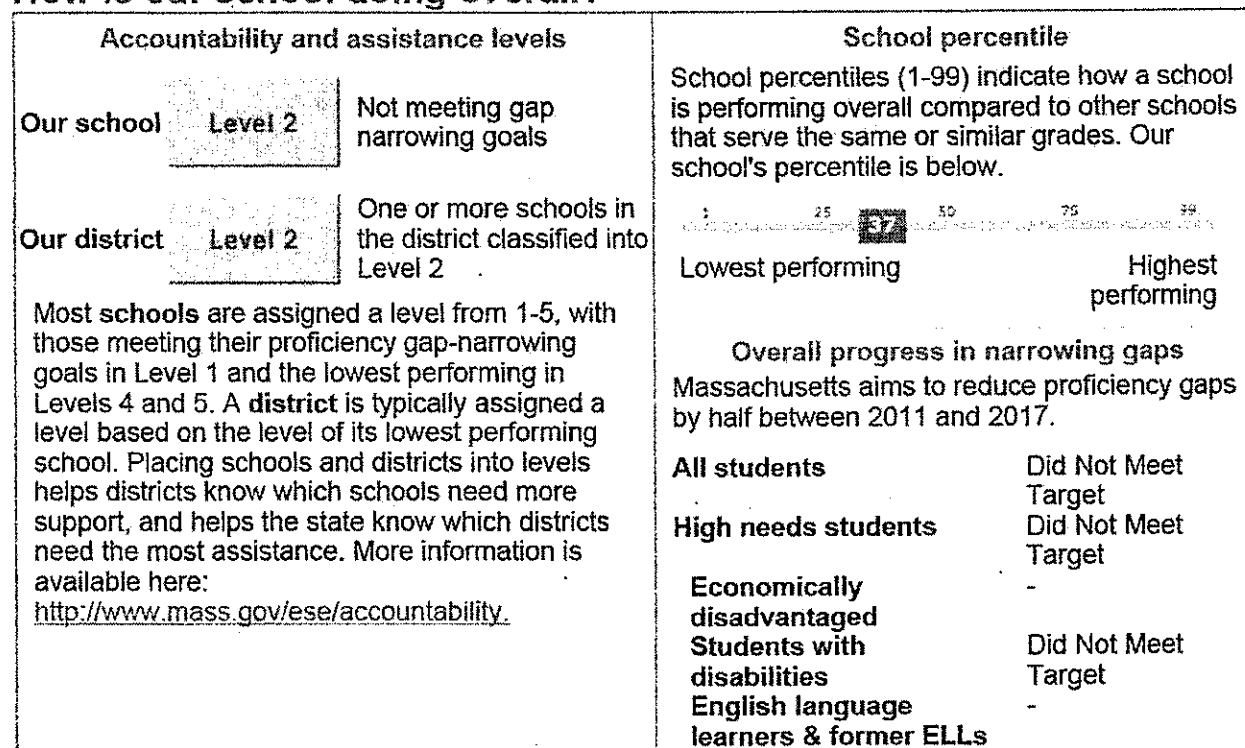 How is our school doing overall?
Accountability and assistance levels
Our school
Level 2
Not meeting gap
narrowing goals
Our district
Level 2
One or more schools in
the district classified into
Level 2
Most schools are assigned a level from 1-5, with
those meeting their proficiency gap-narrowing
goals in Level 1 and the lowest performing in
Levels 4 and 5. A district is typically assigned a
level based on the level of its lowest performing
school. Placing schools and districts into levels
helps districts know which schools need more
support, and helps the state know which districts
need the most assistance. More information is
available here:
http://www.mass.gov/ese/accountability.
School percentile
School percentiles (1-99) indicate how a school
is performing overall compared to other schools
that serve the same or similar grades. Our
school's percentile is below.
1 25 37 50 75 99
Lowest performing
Highest
performing
Overall progress in narrowing gaps
Massachusetts aims to reduce proficiency gaps
by half between 2011 and 2017.
All students
Did Not Meet
Target
High needs students
Did Not Meet
Target
Economically
disadvantaged
-
Students with
disabilities
Did Not Meet
Target
English language
learners & former ELLs
-